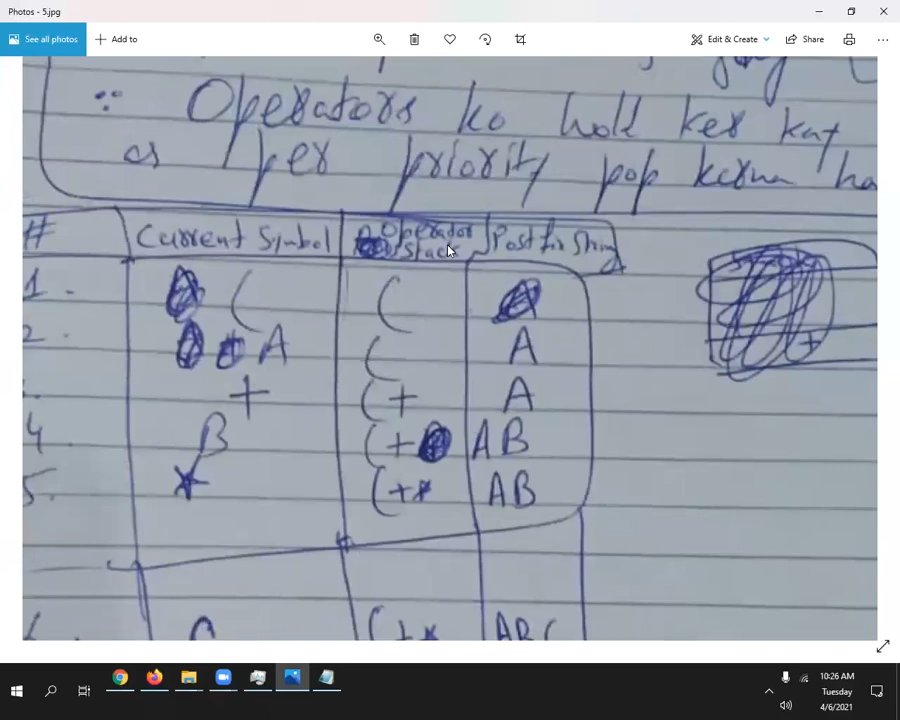 Photos - 5.jpg
See all photos
Add to
Edit & Create
Share
∵ Operators ko hold ker kay
as per priority pop kerna ha
# Current Symbol Operator Stack Postfix String
1. ( (
2. A ( A
+ (+ A
4 B (+ AB
5. * (+* AB
C (+* ABC
10:26 AM
Tuesday
4/6/2021